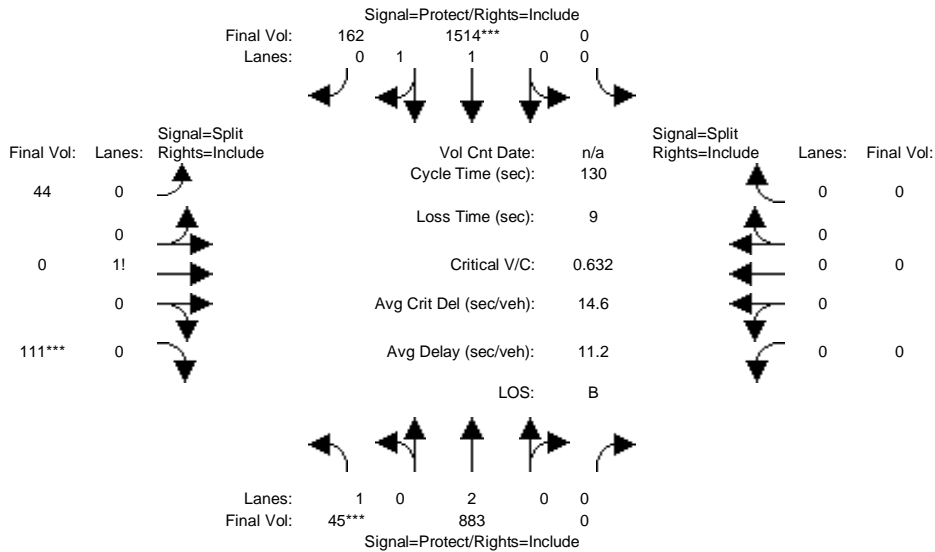 Signal=Protect/Rights=Include
Final Vol: 162 1514*** 0
Lanes: 0 1 1 0 0
Signal=Split Signal=Split
Final Vol: Lanes: Rights=Include Vol Cnt Date: n/a Rights=Include Lanes: Final Vol:
Cycle Time (sec): 130
44 0 0 0
Loss Time (sec): 9
0 0
0 1! Critical V/C: 0.632 0 0
0 Avg Crit Del (sec/veh): 14.6 0
111*** 0 Avg Delay (sec/veh): 11.2 0 0
LOS: B
Lanes: 1 0 2 0 0
Final Vol: 45*** 883 0
Signal=Protect/Rights=Include